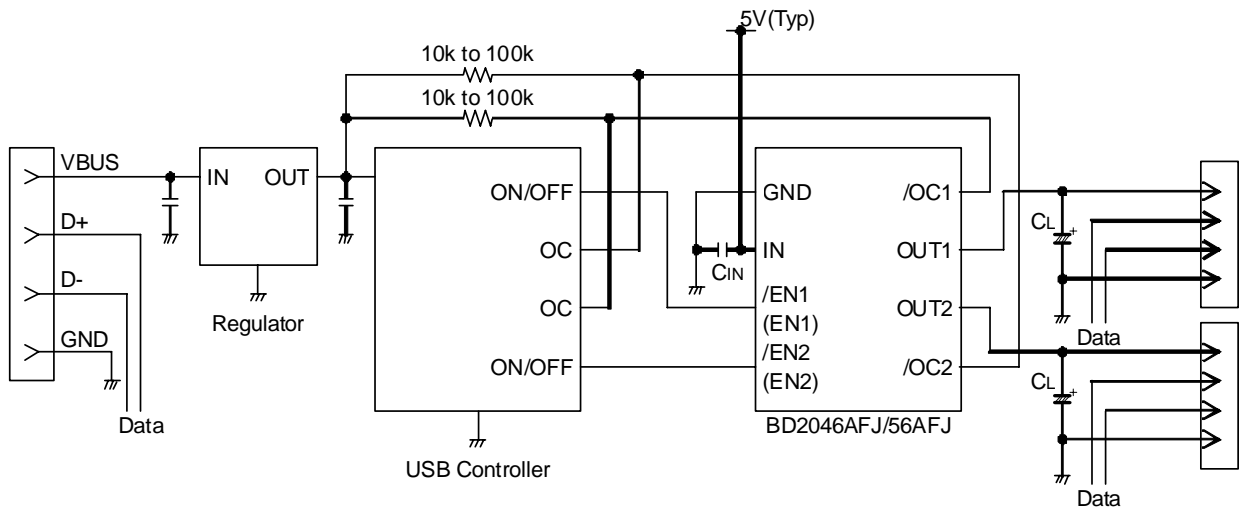 5V(Typ)
10k to 100k
10k to 100k
VBUS
D+
D-
GND
Data
IN OUT
Regulator
ON/OFF
OC
OC
ON/OFF
USB Controller
CIN
GND
IN
/EN1
(EN1)
/EN2
(EN2)
/OC1
OUT1
OUT2
/OC2
BD2046AFJ/56AFJ
CL
+
Data
CL
+
Data